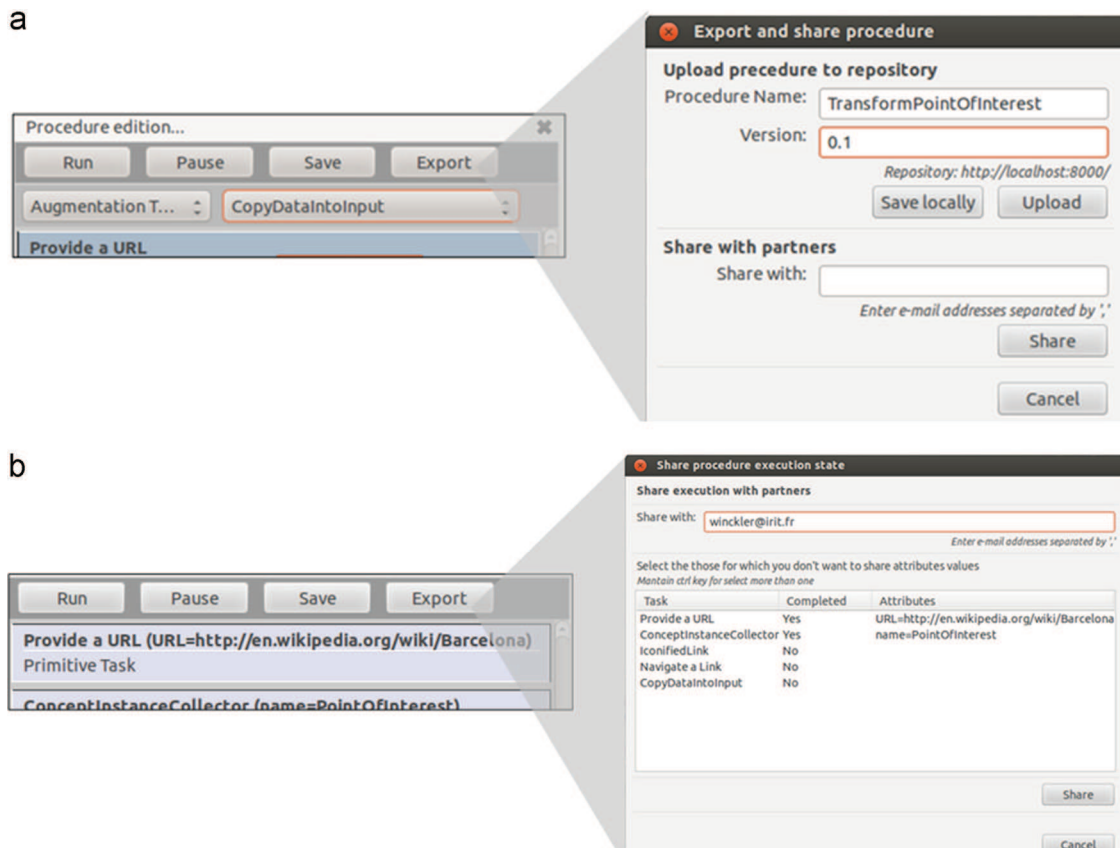 a
Procedure edition...
Run Pause Save Export
Augmentation T... CopyDataIntoInput
Provide a URL
Export and share procedure
Upload precedure to repository
Procedure Name: TransformPointOfInterest
Version: 0.1
Repository: http://localhost:8000/
Save locally Upload
Share with partners
Share with:
Enter e-mail addresses separated by ','
Share
Cancel
b
Run Pause Save Export
Provide a URL (URL=http://en.wikipedia.org/wiki/Barcelona)
Primitive Task
ConceptInstanceCollector (name=PointOfInterest)
Share procedure execution state
Share execution with partners
Share with: winckler@irit.fr
Enter e-mail addresses separated by ','
Select the those for which you don't want to share attributes values
Mantain ctrl key for select more than one
Task Completed Attributes
Provide a URL Yes URL=http://en.wikipedia.org/wiki/Barcelona
ConceptInstanceCollector Yes name=PointOfInterest
IconifiedLink No
Navigate a Link No
CopyDataIntoInput No
Share
Cancel